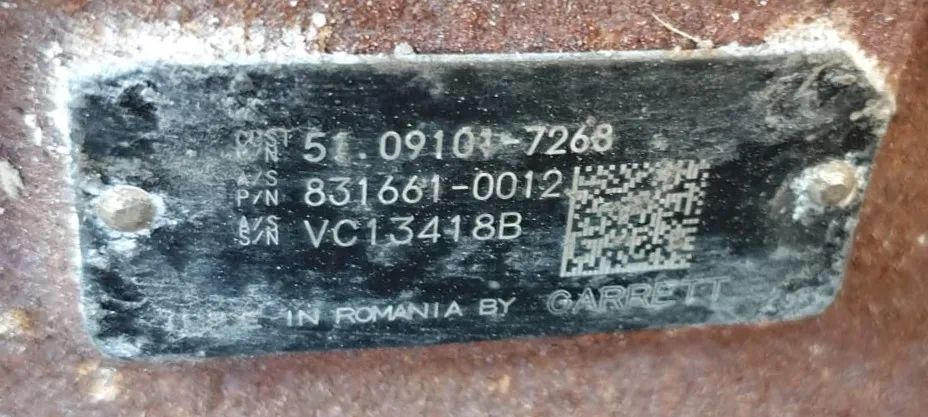 CUST P/N 51.09101-7268
A/S P/N 831661-0012
A/S S/N VC13418B
IN ROMANIA BY GARRETT